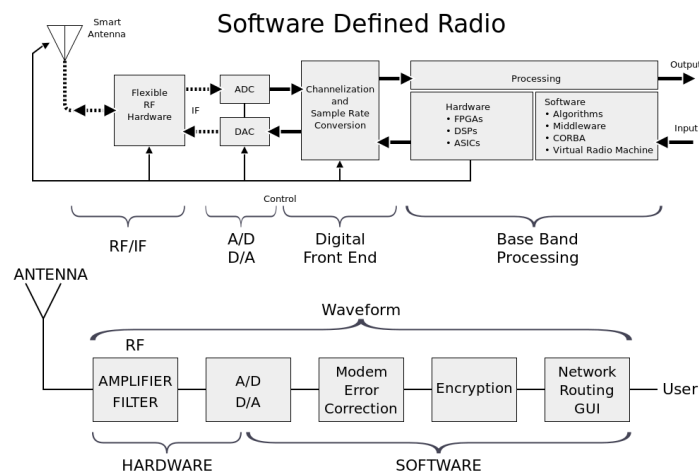 Software Defined Radio
Smart
Antenna
Flexible
RF
Hardware
IF
ADC
DAC
Channelization
and
Sample Rate
Conversion
Processing
Hardware
• FPGAs
• DSPs
• ASICs
Software
• Algorithms
• Middleware
• CORBA
• Virtual Radio Machine
Output
Input
Control
RF/IF
A/D
D/A
Digital
Front End
Base Band
Processing
ANTENNA
Waveform
RF
AMPLIFIER
FILTER
A/D
D/A
Modem
Error
Correction
Encryption
Network
Routing
GUI
User
HARDWARE
SOFTWARE